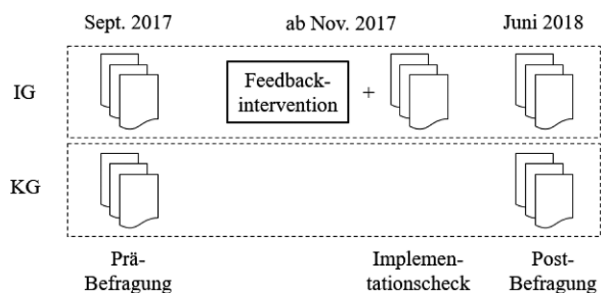 Sept. 2017 ab Nov. 2017 Juni 2018
IG
Feedback-
intervention
+
KG
Prä-
Befragung
Implemen-
tationscheck
Post-
Befragung